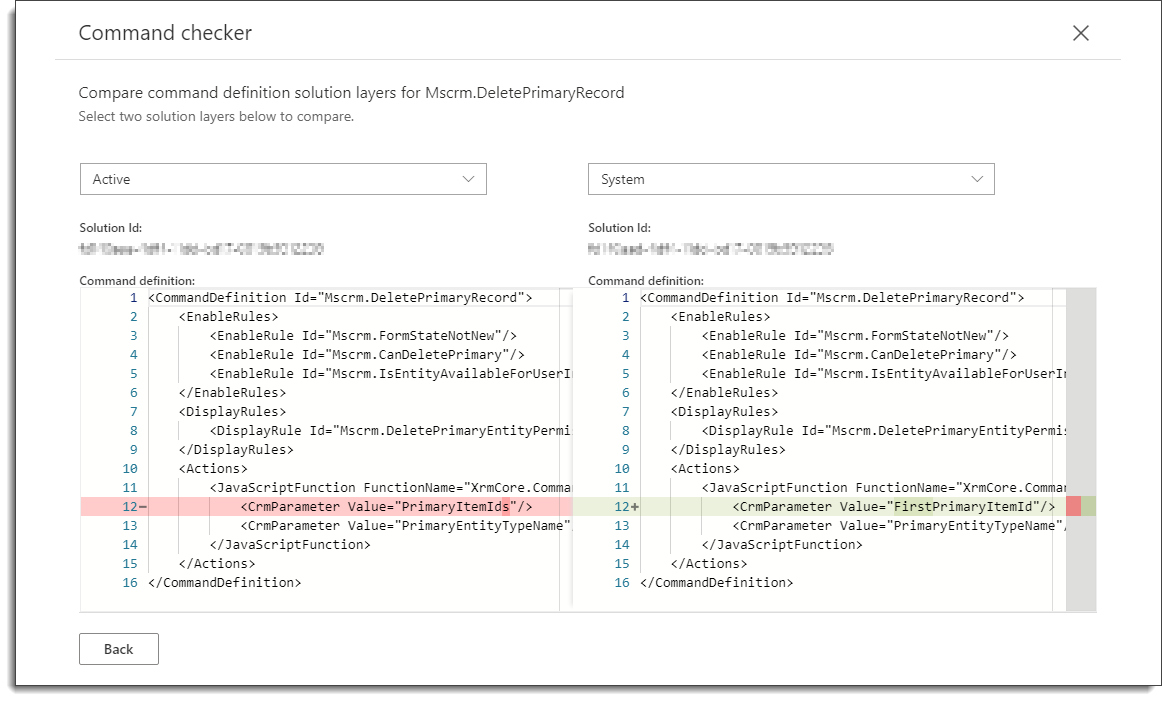 Command checker
Compare command definition solution layers for Mscrm.DeletePrimaryRecord
Select two solution layers below to compare.
Active
System
Solution Id:
Solution Id:
Command definition:
1 <CommandDefinition Id="Mscrm.DeletePrimaryRecord">
2 <EnableRules>
3 <EnableRule Id="Mscrm.FormStateNotNew"/>
4 <EnableRule Id="Mscrm.CanDeletePrimary"/>
5 <EnableRule Id="Mscrm.IsEntityAvailableForUserI
6 </EnableRules>
7 <DisplayRules>
8 <DisplayRule Id="Mscrm.DeletePrimaryEntityPermi
9 </DisplayRules>
10 <Actions>
11 <JavaScriptFunction FunctionName="XrmCore.Comma
12− <CrmParameter Value="PrimaryItemIds"/>
13 <CrmParameter Value="PrimaryEntityTypeName"
14 </JavaScriptFunction>
15 </Actions>
16 </CommandDefinition>
Command definition:
1 <CommandDefinition Id="Mscrm.DeletePrimaryRecord">
2 <EnableRules>
3 <EnableRule Id="Mscrm.FormStateNotNew"/>
4 <EnableRule Id="Mscrm.CanDeletePrimary"/>
5 <EnableRule Id="Mscrm.IsEntityAvailableForUserI
6 </EnableRules>
7 <DisplayRules>
8 <DisplayRule Id="Mscrm.DeletePrimaryEntityPermi
9 </DisplayRules>
10 <Actions>
11 <JavaScriptFunction FunctionName="XrmCore.Comma
12+ <CrmParameter Value="FirstPrimaryItemId"/>
13 <CrmParameter Value="PrimaryEntityTypeName"/
14 </JavaScriptFunction>
15 </Actions>
16 </CommandDefinition>
Back